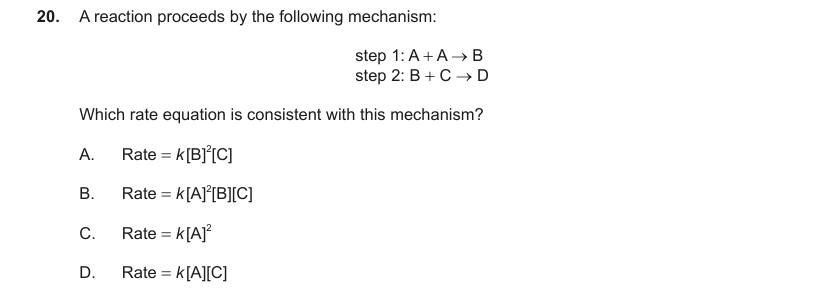 20. A reaction proceeds by the following mechanism:
step 1: A + A → B
step 2: B + C → D
Which rate equation is consistent with this mechanism?
A. Rate = k[B]²[C]
B. Rate = k[A]²[B][C]
C. Rate = k[A]²
D. Rate = k[A][C]